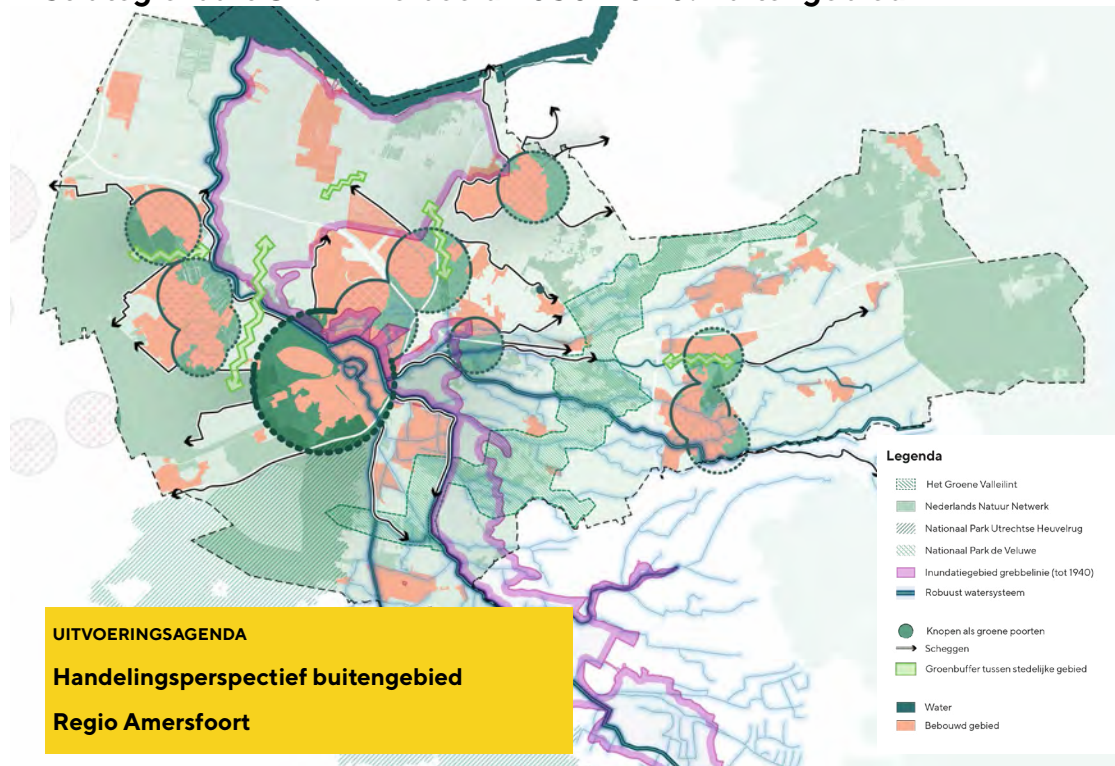 UITVOERINGSAGENDA
Handelingsperspectief buitengebied
Regio Amersfoort
Legenda
Het Groene Valleilint
Nederlands Natuur Netwerk
Nationaal Park Utrechtse Heuvelrug
Nationaal Park de Veluwe
Inundatiegebied grebbelinie (tot 1940)
Robuust watersysteem
Knopen als groene poorten
Scheggen
Groenbuffer tussen stedelijke gebied
Water
Bebouwd gebied